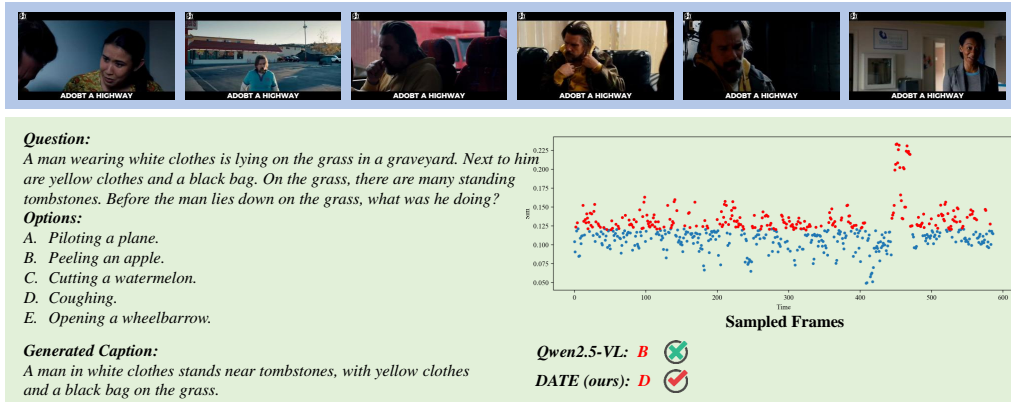 ADOBT A HIGHWAY
ADOBT A HIGHWAY
ADOBT A HIGHWAY
ADOBT A HIGHWAY
ADOBT A HIGHWAY
ADOBT A HIGHWAY
Question:
A man wearing white clothes is lying on the grass in a graveyard. Next to him
are yellow clothes and a black bag. On the grass, there are many standing
tombstones. Before the man lies down on the grass, what was he doing?
Options:
A. Piloting a plane.
B. Peeling an apple.
C. Cutting a watermelon.
D. Coughing.
E. Opening a wheelbarrow.
Generated Caption:
A man in white clothes stands near tombstones, with yellow clothes
and a black bag on the grass.
0.225
0.200
0.175
0.150
0.125
0.100
0.075
0.050
Sim
0 100 200 300 400 500 600
Time
Sampled Frames
Qwen2.5-VL: B
DATE (ours): D